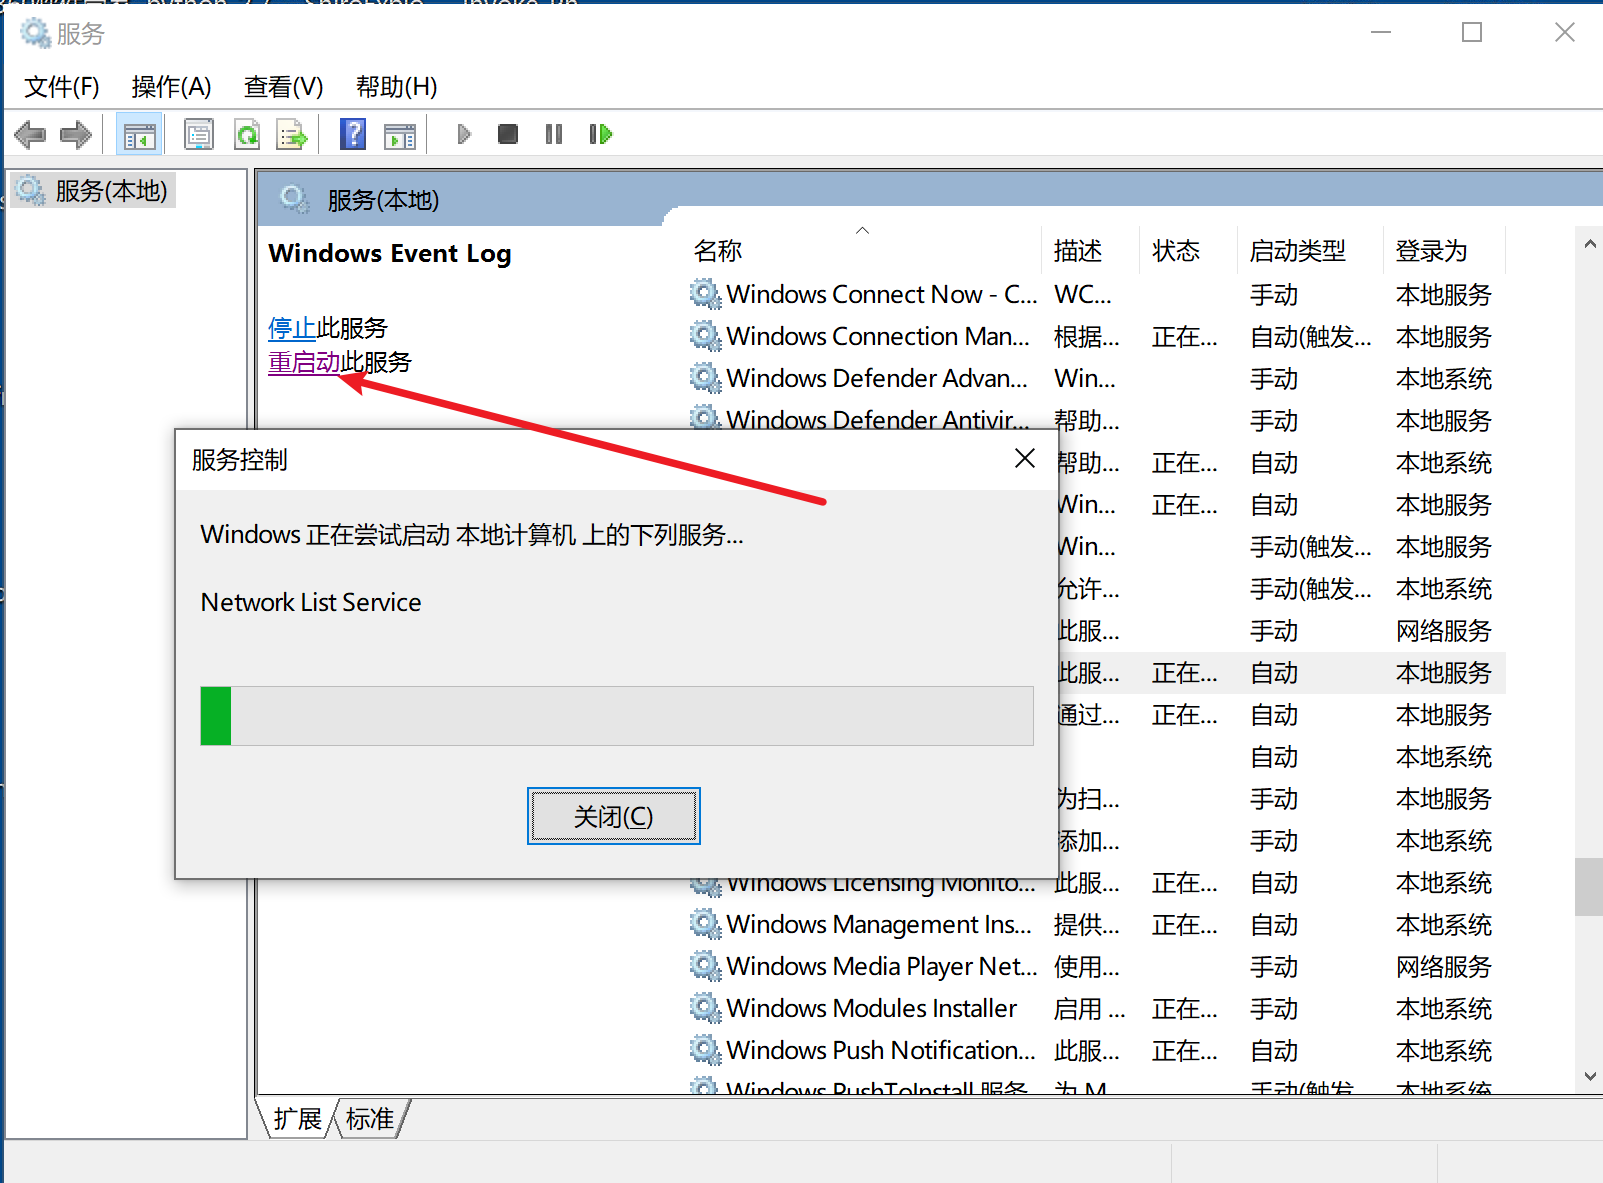 服务
文件(F) 操作(A) 查看(V) 帮助(H)
服务(本地)
服务(本地)
Windows Event Log
停止此服务
重启动此服务
名称 描述 状态 启动类型 登录为
Windows Connect Now - C... WC... 手动 本地服务
Windows Connection Man... 根据... 正在... 自动(触发... 本地服务
Windows Defender Advan... Win... 手动 本地系统
Windows Defender Antivir... 帮助... 手动 本地服务
帮助... 正在... 自动 本地系统
Win... 正在... 自动 本地服务
Win... 手动(触发... 本地服务
允许... 手动(触发... 本地系统
此服... 手动 网络服务
此服... 正在... 自动 本地服务
通过... 正在... 自动 本地服务
自动 本地系统
为扫... 手动 本地服务
添加... 手动 本地系统
Windows Licensing Monito... 此服... 正在... 自动 本地系统
Windows Management Ins... 提供... 正在... 自动 本地系统
Windows Media Player Net... 使用... 手动 网络服务
Windows Modules Installer 启用 ... 正在... 手动 本地系统
Windows Push Notification... 此服... 正在... 自动 本地系统
Windows PushToInstall 服务 为 M 手动(触发 本地系统
服务控制
Windows 正在尝试启动 本地计算机 上的下列服务...
Network List Service
关闭(C)
扩展 标准